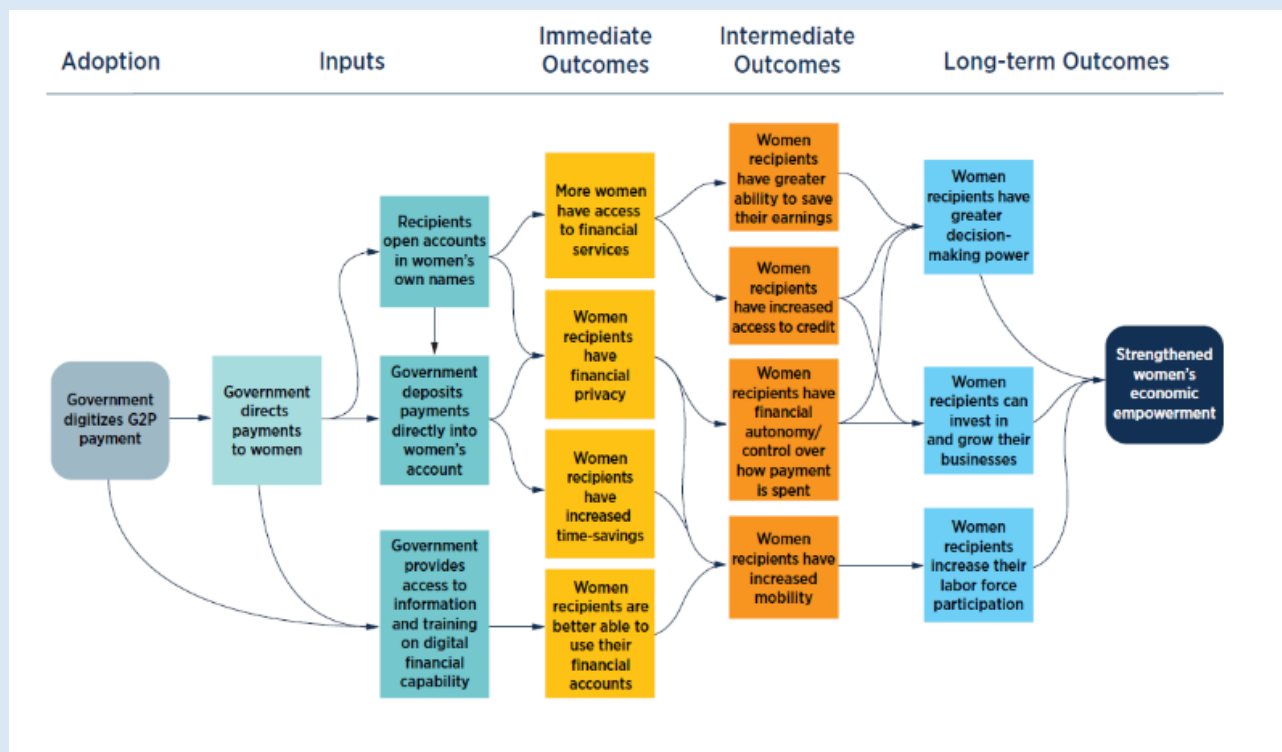 Adoption
Inputs
Immediate
Outcomes
Intermediate
Outcomes
Long-term Outcomes
Government
digitizes G2P
payment
Government
directs
payments
to women
Recipients
open accounts
in women's
own names
Government
deposits
payments
directly into
women's
account
Government
provides
access to
information
and training
on digital
financial
capability
More women
have access
to financial
services
Women
recipients
have
financial
privacy
Women
recipients
have
increased
time-savings
Women
recipients are
better able to
use their
financial
accounts
Women
recipients
have greater
ability to save
their earnings
Women
recipients
have increased
access to credit
Women
recipients have
financial
autonomy/
control over
how payment
is spent
Women
recipients have
increased
mobility
Women
recipients have
greater
decision-
making power
Women
recipients can
invest in
and grow their
businesses
Women
recipients
increase their
labor force
participation
Strengthened
women's
economic
empowerment